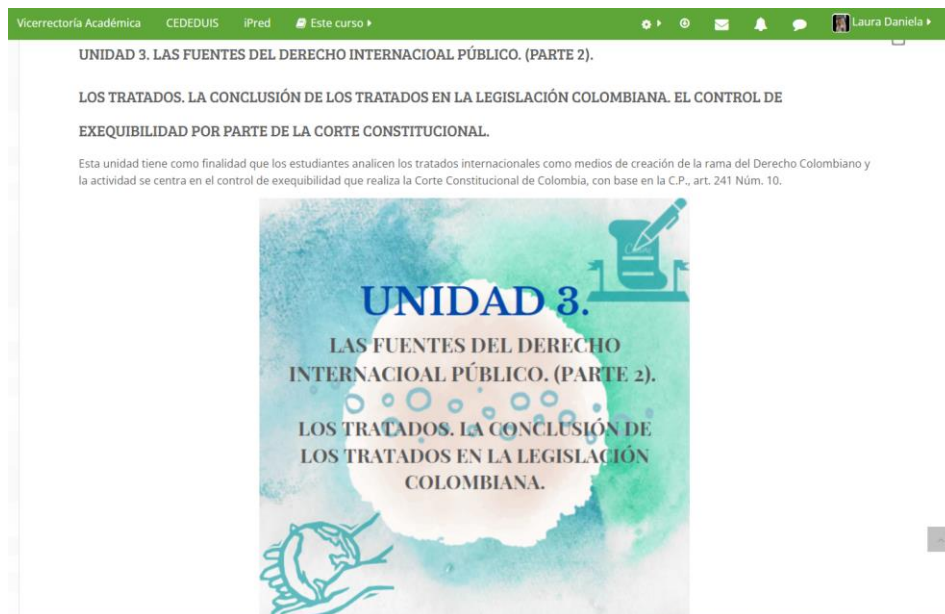 Vicerrectoría Académica CEDEDUIS iPred Este curso Laura Daniela
UNIDAD 3. LAS FUENTES DEL DERECHO INTERNACIOAL PÚBLICO. (PARTE 2).
LOS TRATADOS. LA CONCLUSIÓN DE LOS TRATADOS EN LA LEGISLACIÓN COLOMBIANA. EL CONTROL DE
EXEQUIBILIDAD POR PARTE DE LA CORTE CONSTITUCIONAL.
Esta unidad tiene como finalidad que los estudiantes analicen los tratados internacionales como medios de creación de la rama del Derecho Colombiano y
la actividad se centra en el control de exequibilidad que realiza la Corte Constitucional de Colombia, con base en la C.P., art. 241 Núm. 10.
UNIDAD 3.
LAS FUENTES DEL DERECHO
INTERNACIOAL PÚBLICO. (PARTE 2).
LOS TRATADOS. LA CONCLUSIÓN DE
LOS TRATADOS EN LA LEGISLACIÓN
COLOMBIANA.